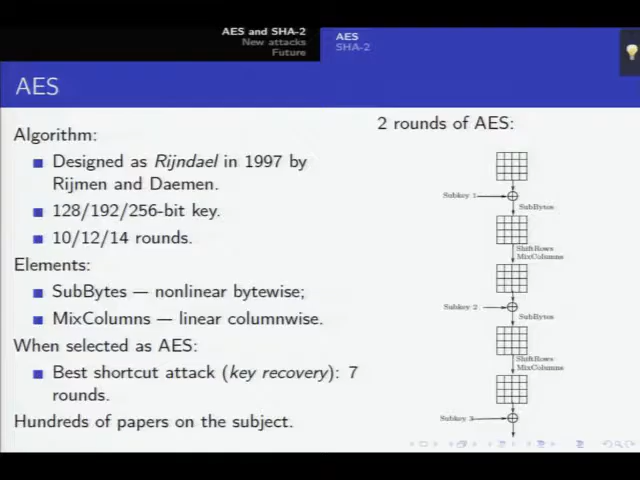 AES and SHA-2
New attacks
Future
AES
SHA-2
AES
Algorithm:
Designed as Rijndael in 1997 by
Rijmen and Daemen.
128/192/256-bit key.
10/12/14 rounds.
Elements:
SubBytes — nonlinear bytewise;
MixColumns — linear columnwise.
When selected as AES:
Best shortcut attack (key recovery): 7
rounds.
Hundreds of papers on the subject.
2 rounds of AES:
Subkey 1
SubBytes
ShiftRows
MixColumns
Subkey 2
SubBytes
ShiftRows
MixColumns
Subkey 3